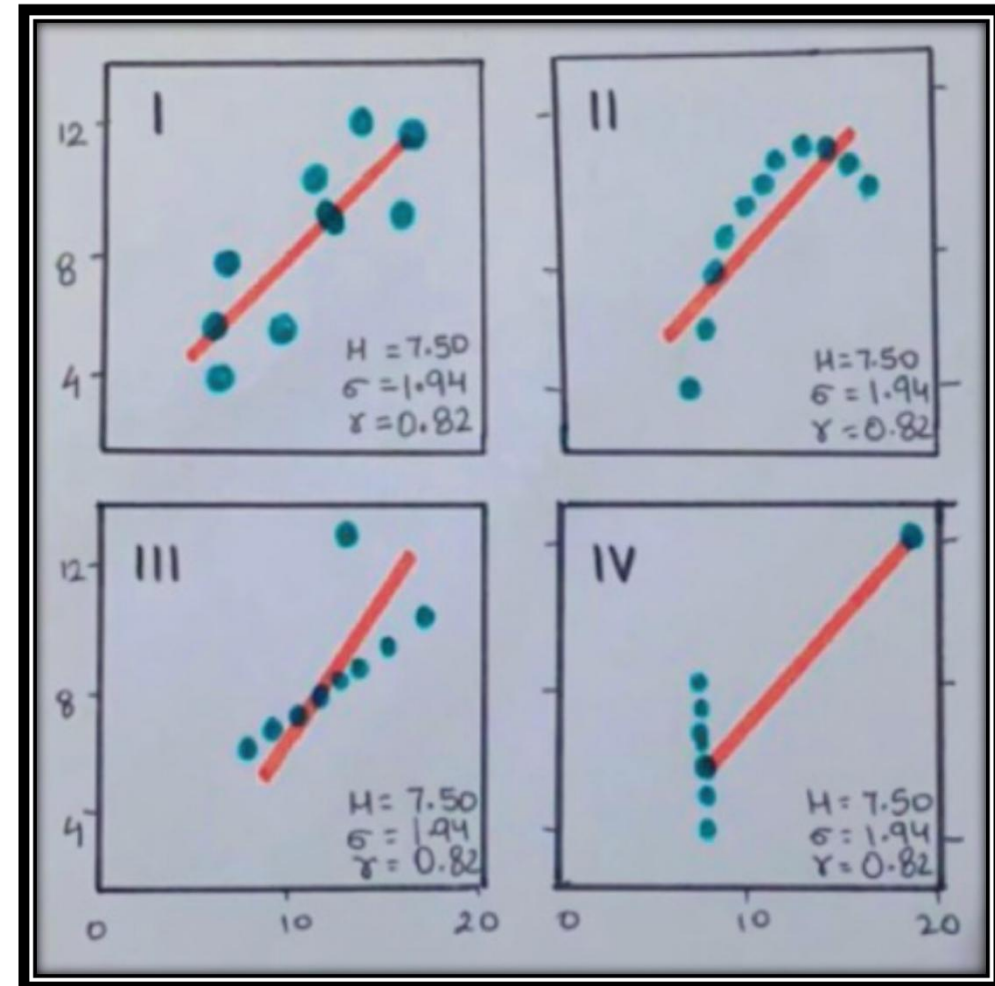 I
12
8
4
M = 7.50
σ = 1.94
r = 0.82
II
M = 7.50
σ = 1.94
r = 0.82
III
12
8
4
M = 7.50
σ = 1.94
r = 0.82
0 10 20
IV
M = 7.50
σ = 1.94
r = 0.82
0 10 20